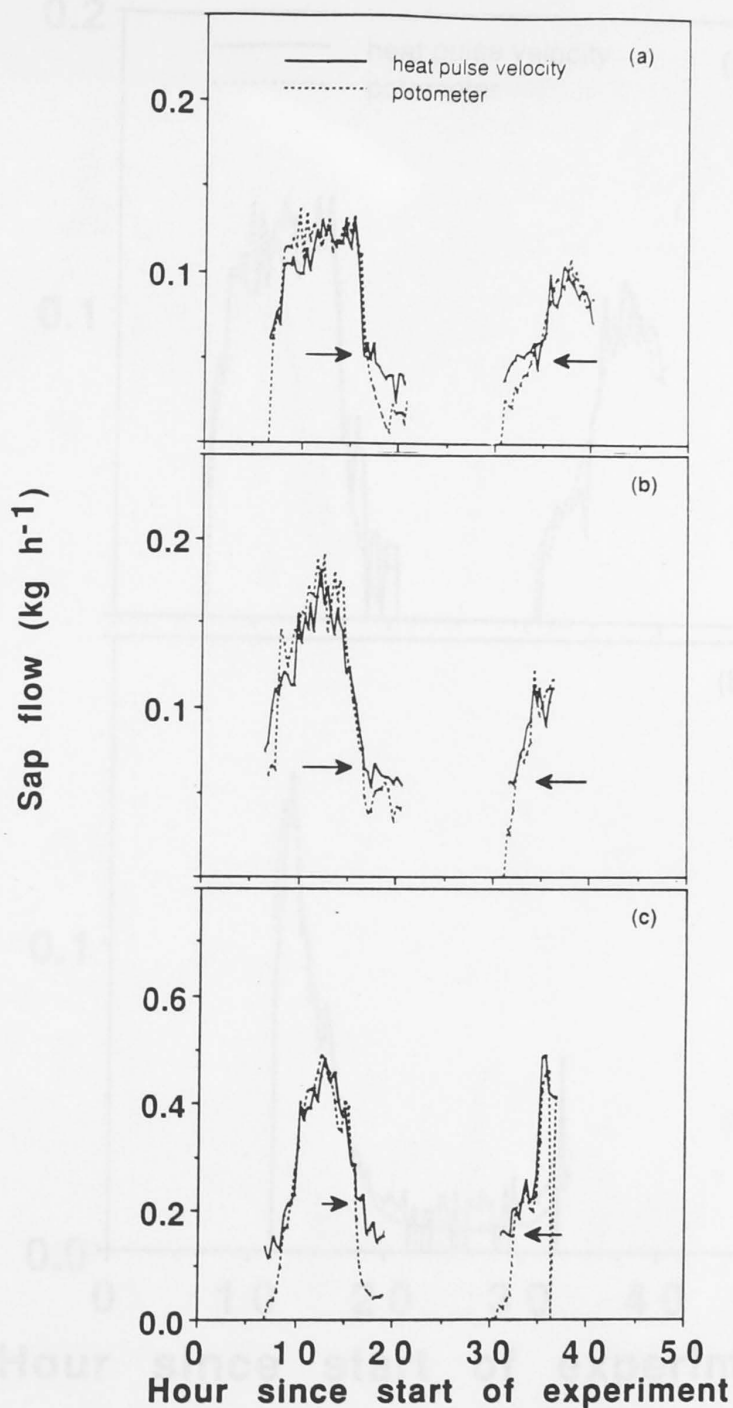 (a)
heat pulse velocity
potometer
0.2
0.1
(b)
0.2
0.1
Sap flow (kg h-1)
(c)
0.6
0.4
0.2
0.0
0 10 20 30 40 50
Hour since start of experiment